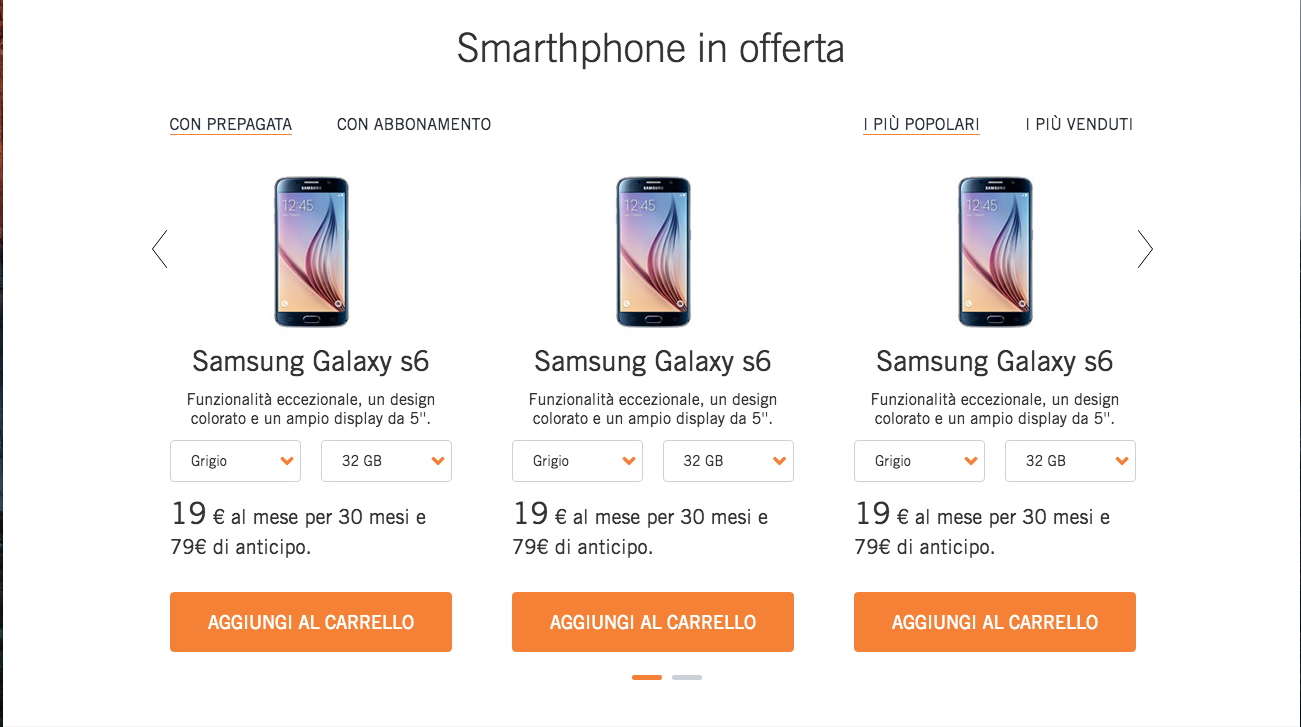 Smarthphone in offerta
CON PREPAGATA CON ABBONAMENTO I PIÙ POPOLARI I PIÙ VENDUTI
SAMSUNG SAMSUNG SAMSUNG
12:45 12:45 12:45
Samsung Galaxy s6 Samsung Galaxy s6 Samsung Galaxy s6
Funzionalità eccezionale, un design Funzionalità eccezionale, un design Funzionalità eccezionale, un design
colorato e un ampio display da 5". colorato e un ampio display da 5". colorato e un ampio display da 5".
Grigio 32 GB Grigio 32 GB Grigio 32 GB
19 € al mese per 30 mesi e 19 € al mese per 30 mesi e 19 € al mese per 30 mesi e
79€ di anticipo. 79€ di anticipo. 79€ di anticipo.
AGGIUNGI AL CARRELLO AGGIUNGI AL CARRELLO AGGIUNGI AL CARRELLO